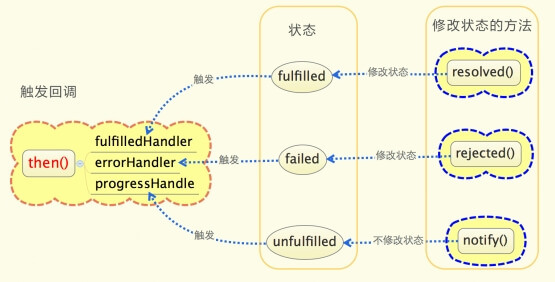 状态
修改状态的方法
触发回调
fulfilled
修改状态
resolved()
触发
fulfilledHandler
then()
errorHandler
progressHandle
触发
failed
修改状态
rejected()
触发
unfulfilled
不修改状态
notify()